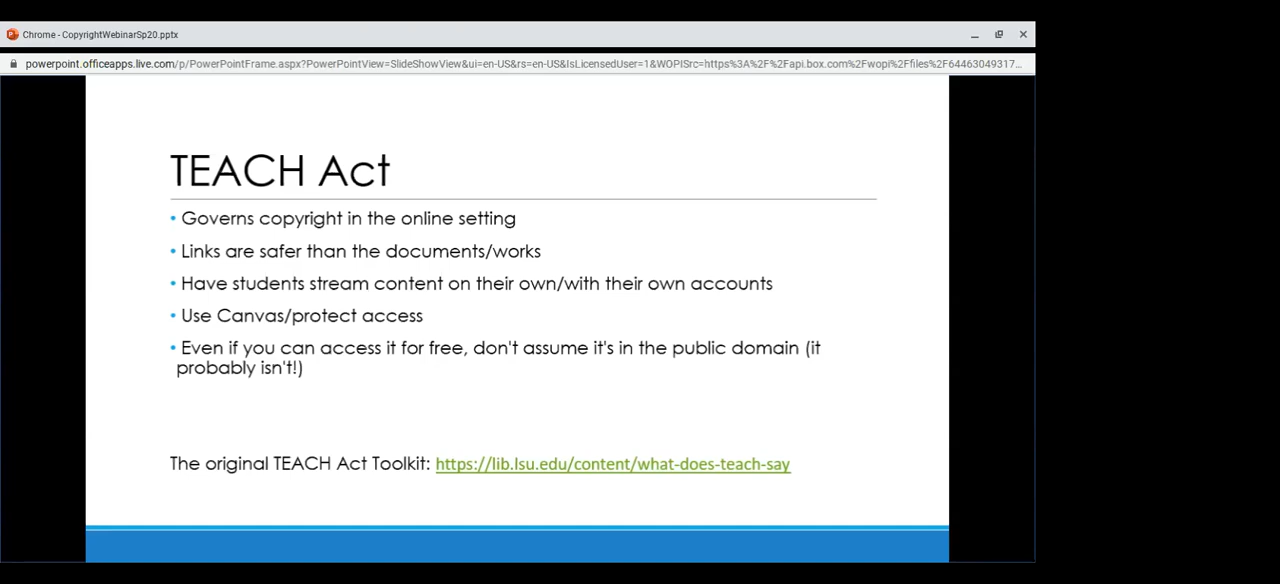 Chrome - CopyrightWebinarSp20.pptx
powerpoint.officeapps.live.com/p/PowerPointFrame.aspx?PowerPointView=SlideShowView&ui=en-US&rs=en-US&IsLicensedUser=1&WOPISrc=https%3A%2F%2Fapi.box.com%2Fwopi%2Ffiles%2F64463049317...
TEACH Act
• Governs copyright in the online setting
• Links are safer than the documents/works
• Have students stream content on their own/with their own accounts
• Use Canvas/protect access
• Even if you can access it for free, don't assume it's in the public domain (it
probably isn't!)
The original TEACH Act Toolkit: https://lib.lsu.edu/content/what-does-teach-say